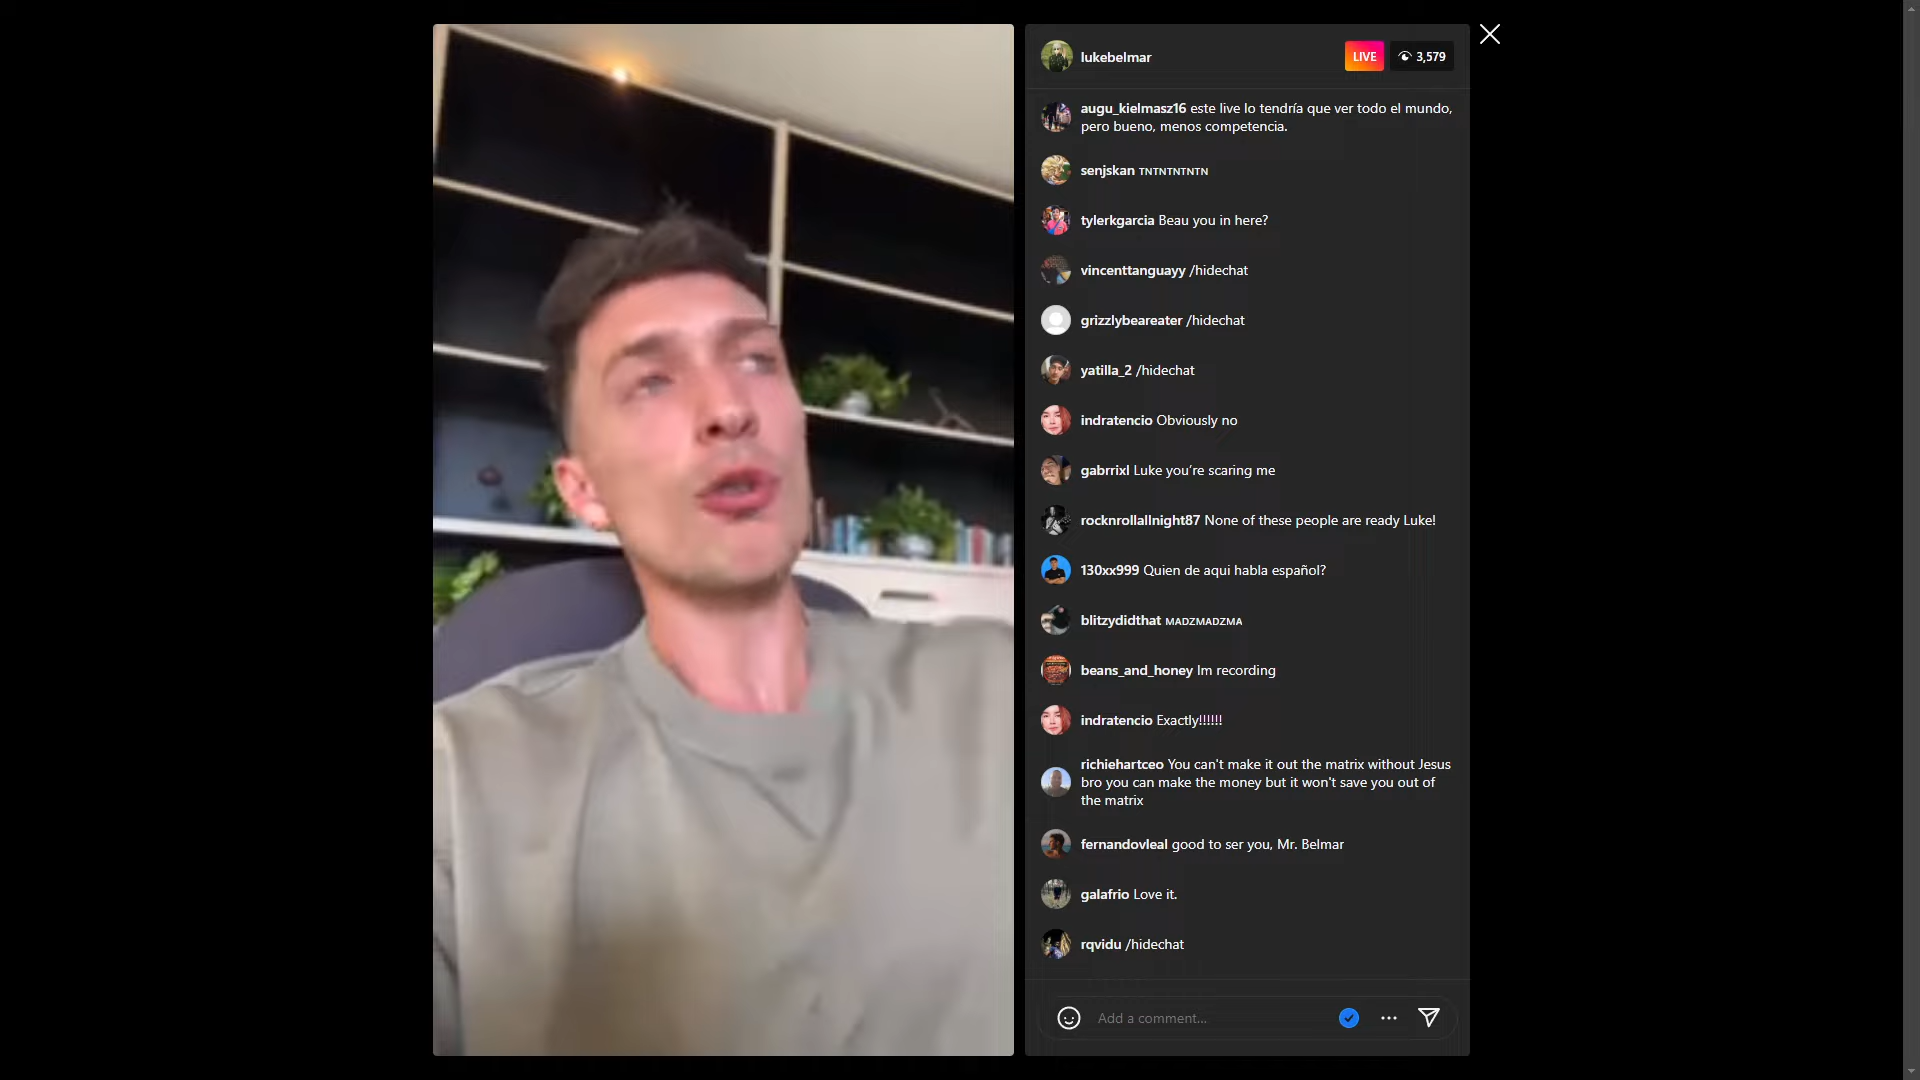 lukebelmar
LIVE
3,579
augu_kielmasz16 este live lo tendría que ver todo el mundo,
pero bueno, menos competencia.
senjskan ᴛɴᴛɴᴛɴᴛɴᴛɴ
tylerkgarcia Beau you in here?
vincenttanguayy /hidechat
grizzlybeareater /hidechat
yatilla_2 /hidechat
indratencio Obviously no
gabrrixl Luke you’re scaring me
rocknrollallnight87 None of these people are ready Luke!
130xx999 Quien de aqui habla español?
blitzydidthat ᴍᴀᴅᴢᴍᴀᴅᴢᴍᴀ
beans_and_honey Im recording
indratencio Exactly!!!!!!
richiehartceo You can't make it out the matrix without Jesus
bro you can make the money but it won't save you out of
the matrix
fernandovleal good to ser you, Mr. Belmar
galafrio Love it.
rqvidu /hidechat
Add a comment...